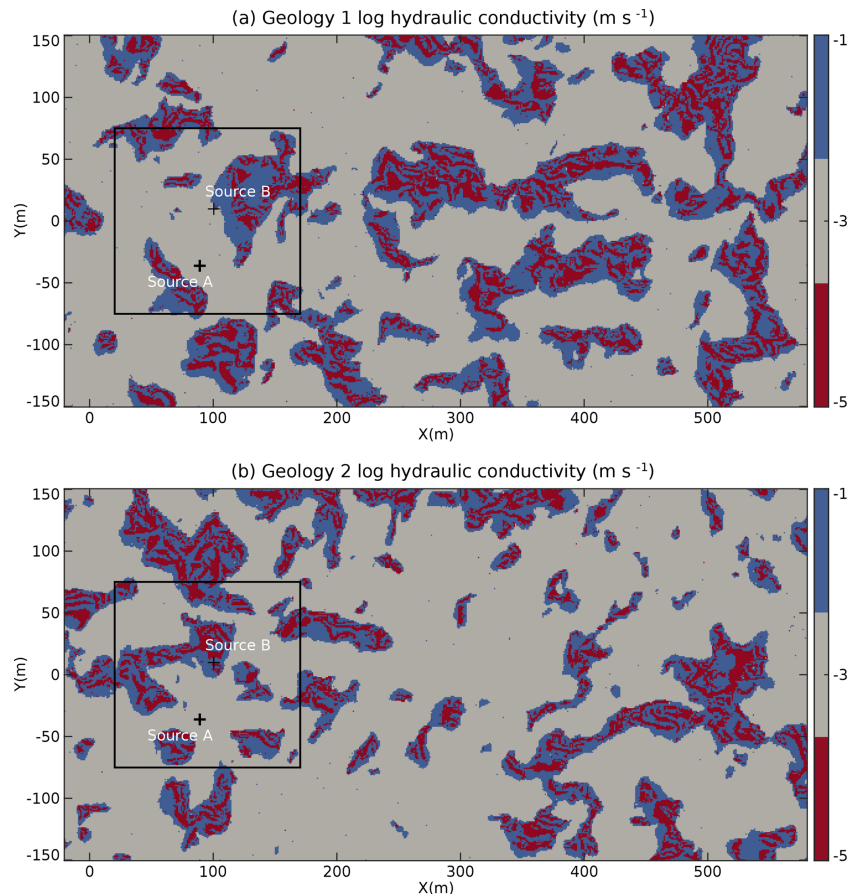 (a) Geology 1 log hydraulic conductivity (m s -1)
150
100
50
0
-50
-100
-150
Y(m)
Source B
Source A
0 100 200 300 400 500
X(m)
-1
-3
-5
(b) Geology 2 log hydraulic conductivity (m s -1)
150
100
50
0
-50
-100
-150
Y(m)
Source B
Source A
0 100 200 300 400 500
X(m)
-1
-3
-5